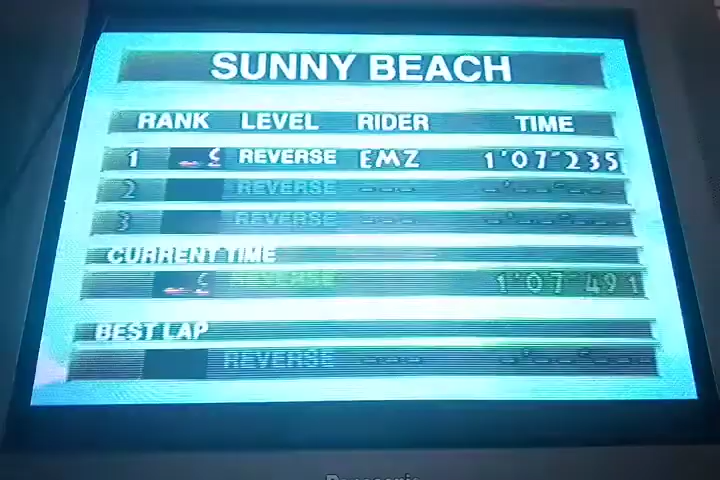 SUNNY BEACH
RANK LEVEL RIDER TIME
1 REVERSE EMZ 1'07"235
2 REVERSE --- -'--"---
3 REVERSE --- -'--"---
CURRENT TIME
REVERSE 1'07"491
BEST LAP
REVERSE --- -'--"---
Panasonic